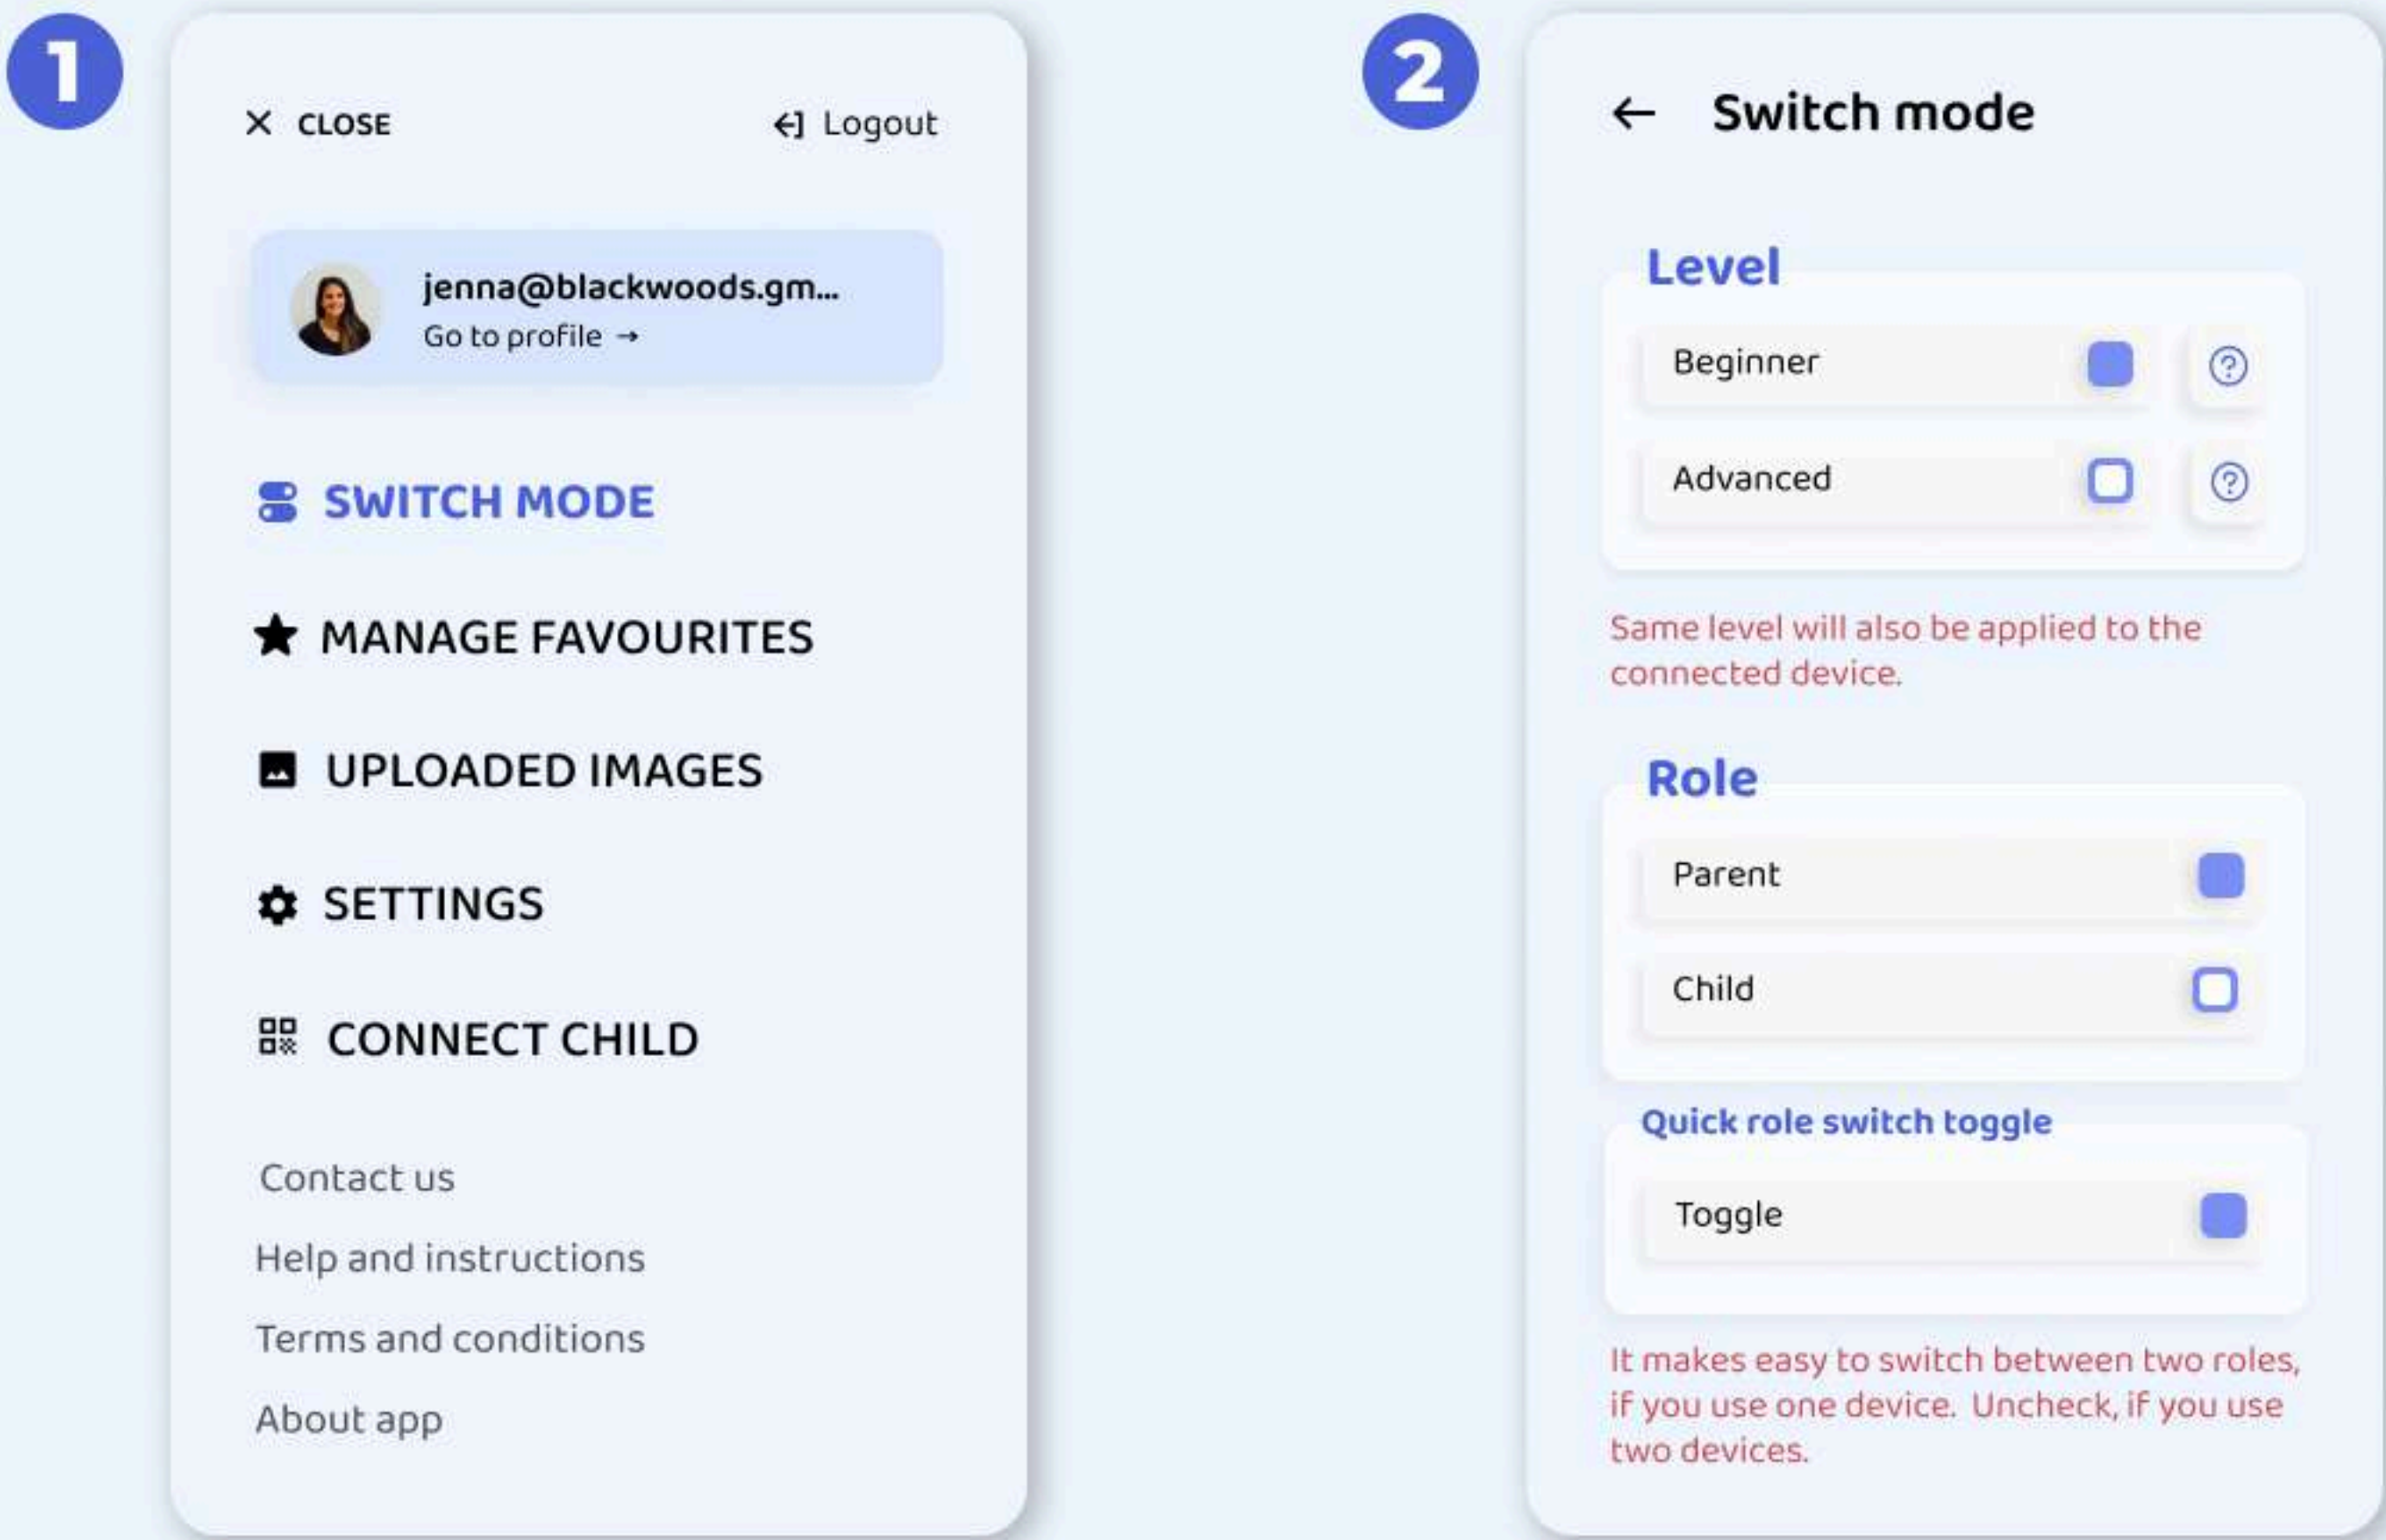 1
CLOSE
Logout
jenna@blackwoods.gm...
Go to profile →
SWITCH MODE
MANAGE FAVOURITES
UPLOADED IMAGES
SETTINGS
CONNECT CHILD
Contact us
Help and instructions
Terms and conditions
About app
2
← Switch mode
Level
Beginner ?
Advanced ?
Same level will also be applied to the
connected device.
Role
Parent
Child
Quick role switch toggle
Toggle
It makes easy to switch between two roles,
if you use one device. Uncheck, if you use
two devices.